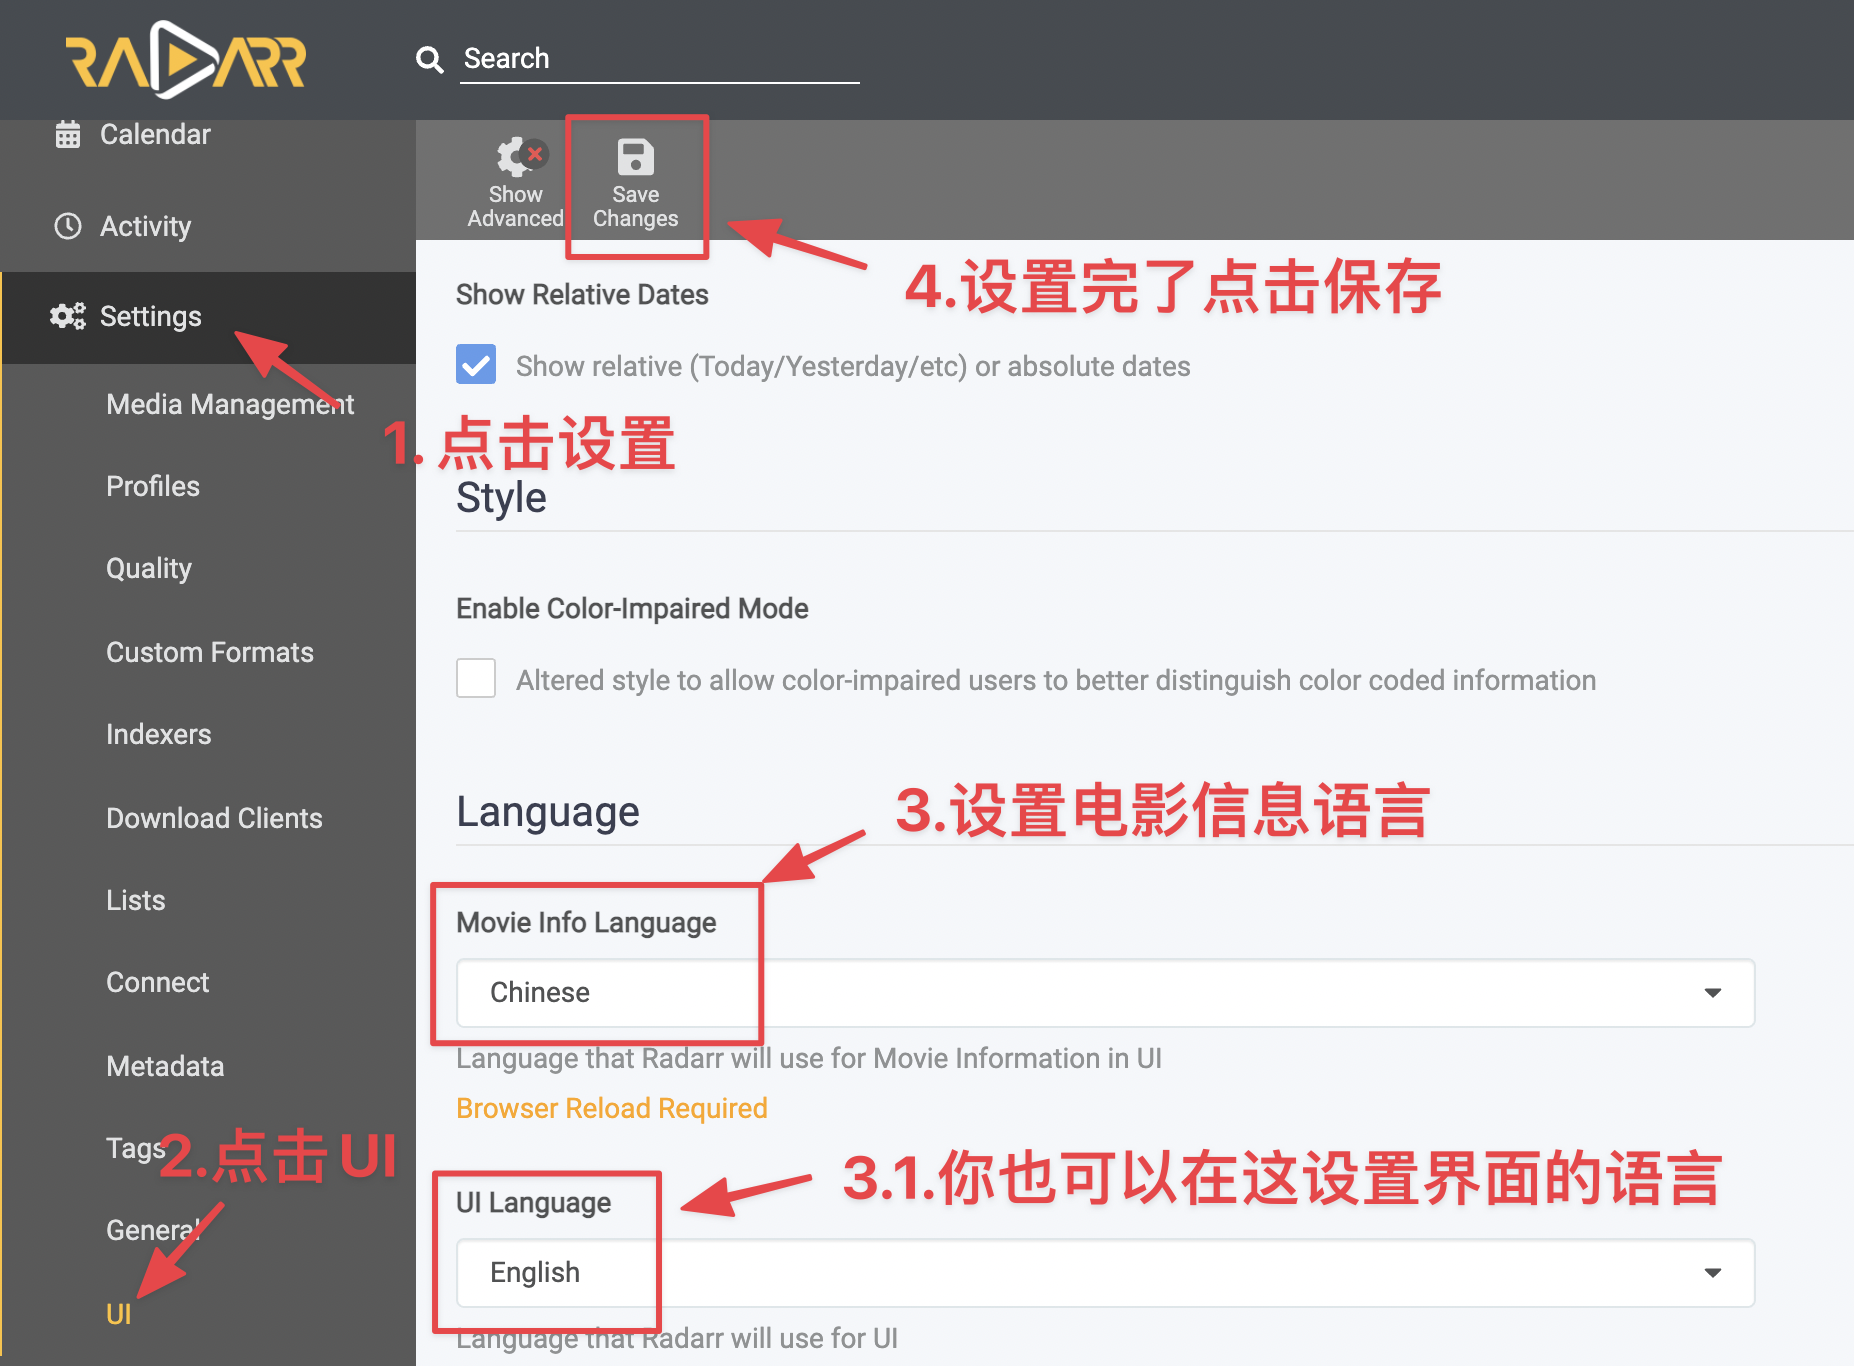 RADARR
Search
Calendar
Activity
Settings
Media Management
Profiles
Quality
Custom Formats
Indexers
Download Clients
Lists
Connect
Metadata
Tags
General
UI
Show
Advanced
Save
Changes
4.设置完了点击保存
Show Relative Dates
Show relative (Today/Yesterday/etc) or absolute dates
1.点击设置
Style
Enable Color-Impaired Mode
Altered style to allow color-impaired users to better distinguish color coded information
3.设置电影信息语言
Language
Movie Info Language
Chinese
Language that Radarr will use for Movie Information in UI
Browser Reload Required
2.点击UI
3.1.你也可以在这设置界面的语言
UI Language
English
Language that Radarr will use for UI